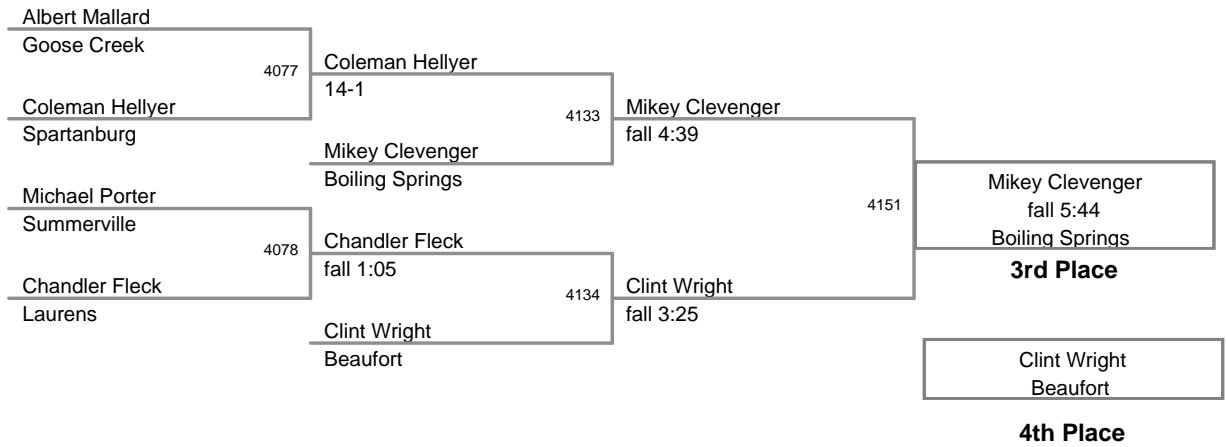 Albert Mallard
Goose Creek
4077
Coleman Hellyer
14-1
Coleman Hellyer
Spartanburg
4133
Mikey Clevenger
fall 4:39
Mikey Clevenger
Boiling Springs
Michael Porter
Summerville
4078
Chandler Fleck
fall 1:05
Chandler Fleck
Laurens
4134
Clint Wright
fall 3:25
Clint Wright
Beaufort
4151
Mikey Clevenger
fall 5:44
Boiling Springs
3rd Place
Clint Wright
Beaufort
4th Place